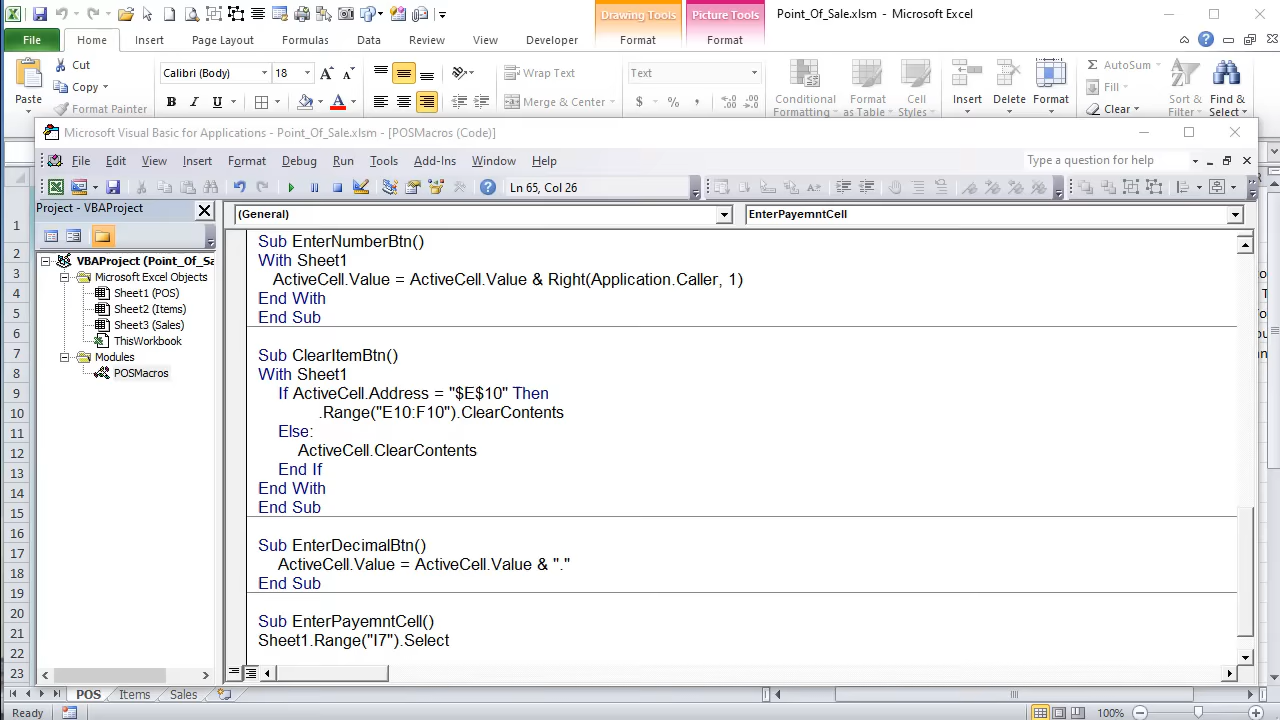 Drawing Tools
Picture Tools
Point_Of_Sale.xlsm - Microsoft Excel
File
Home
Insert
Page Layout
Formulas
Data
Review
View
Developer
Format
Format
Paste
Cut
Copy
Format Painter
Calibri (Body)
18
Wrap Text
Merge & Center
Text
Conditional
Formatting
Format
as Table
Cell
Styles
Insert
Delete
Format
AutoSum
Fill
Clear
Sort &
Filter
Find &
Select
Microsoft Visual Basic for Applications - Point_Of_Sale.xlsm - [POSMacros (Code)]
File
Edit
View
Insert
Format
Debug
Run
Tools
Add-Ins
Window
Help
Type a question for help
Ln 65, Col 26
Project - VBAProject
(General)
EnterPayemntCell
VBAProject (Point_Of_Sa
Microsoft Excel Objects
Sheet1 (POS)
Sheet2 (Items)
Sheet3 (Sales)
ThisWorkbook
Modules
POSMacros
Sub EnterNumberBtn()
With Sheet1
ActiveCell.Value = ActiveCell.Value & Right(Application.Caller, 1)
End With
End Sub
Sub ClearItemBtn()
With Sheet1
If ActiveCell.Address = "$E$10" Then
.Range("E10:F10").ClearContents
Else:
ActiveCell.ClearContents
End If
End With
End Sub
Sub EnterDecimalBtn()
ActiveCell.Value = ActiveCell.Value & "."
End Sub
Sub EnterPayemntCell()
Sheet1.Range("I7").Select
1
2
3
4
5
6
7
8
9
10
11
12
13
14
15
16
17
18
19
20
21
22
23
POS
Items
Sales
Ready
100%